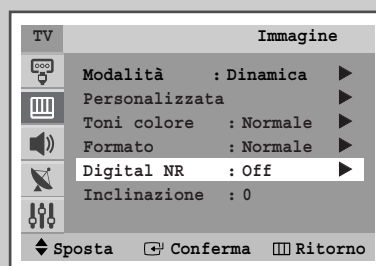 TV Immagine
Modalità : Dinamica
Personalizzata
Toni colore : Normale
Formato : Normale
Digital NR : Off
Inclinazione : 0
Sposta Conferma Ritorno